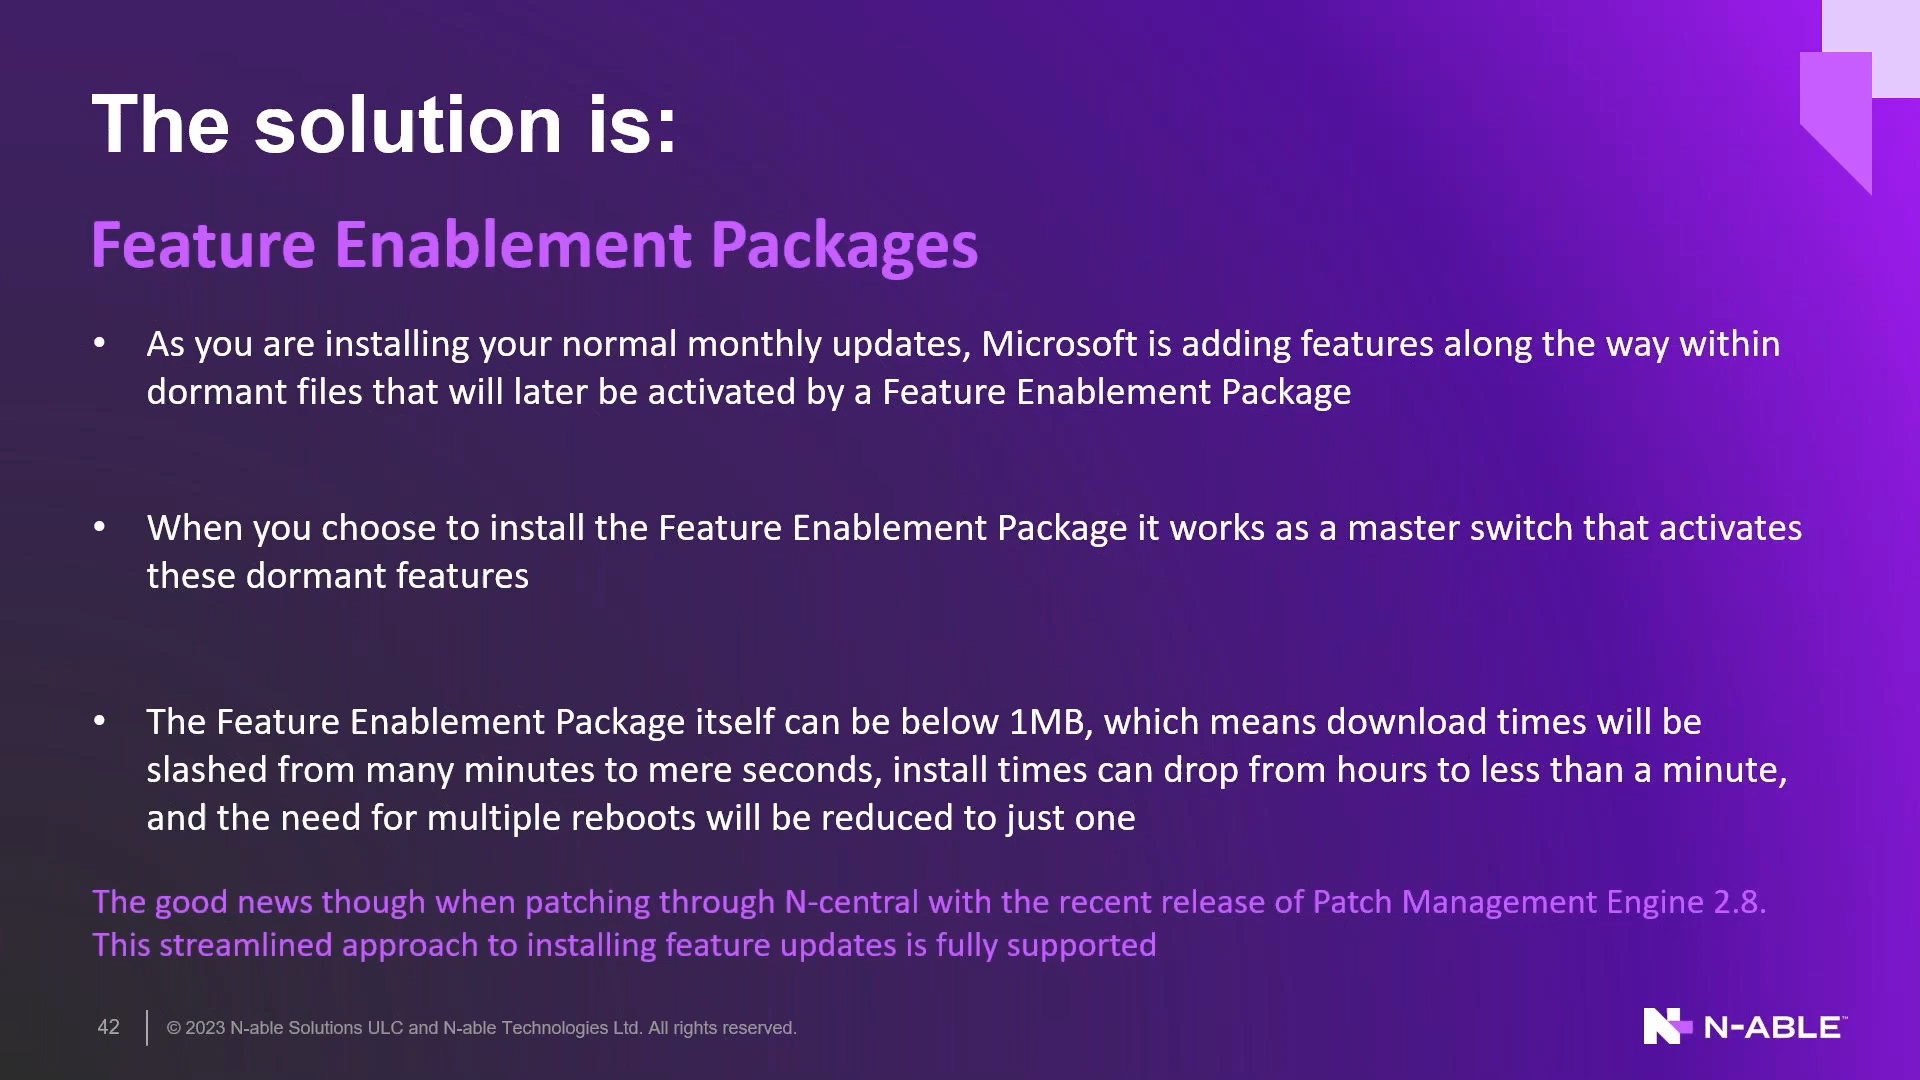 The solution is:
Feature Enablement Packages
• As you are installing your normal monthly updates, Microsoft is adding features along the way within
dormant files that will later be activated by a Feature Enablement Package
• When you choose to install the Feature Enablement Package it works as a master switch that activates
these dormant features
• The Feature Enablement Package itself can be below 1MB, which means download times will be
slashed from many minutes to mere seconds, install times can drop from hours to less than a minute,
and the need for multiple reboots will be reduced to just one
The good news though when patching through N-central with the recent release of Patch Management Engine 2.8.
This streamlined approach to installing feature updates is fully supported
42 © 2023 N-able Solutions ULC and N-able Technologies Ltd. All rights reserved.
N-ABLE™